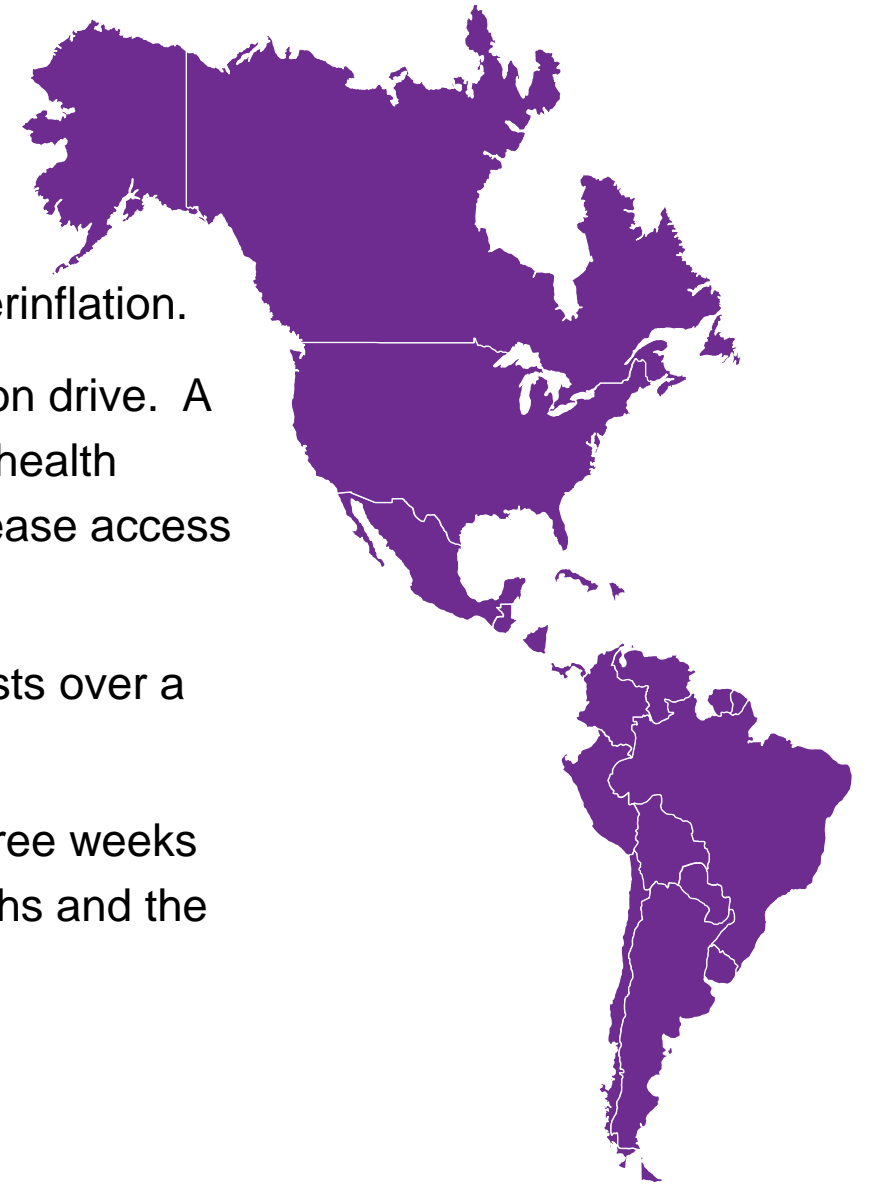 erinflation.
on drive.  A
health
ease access
sts over a
ree weeks
hs and the